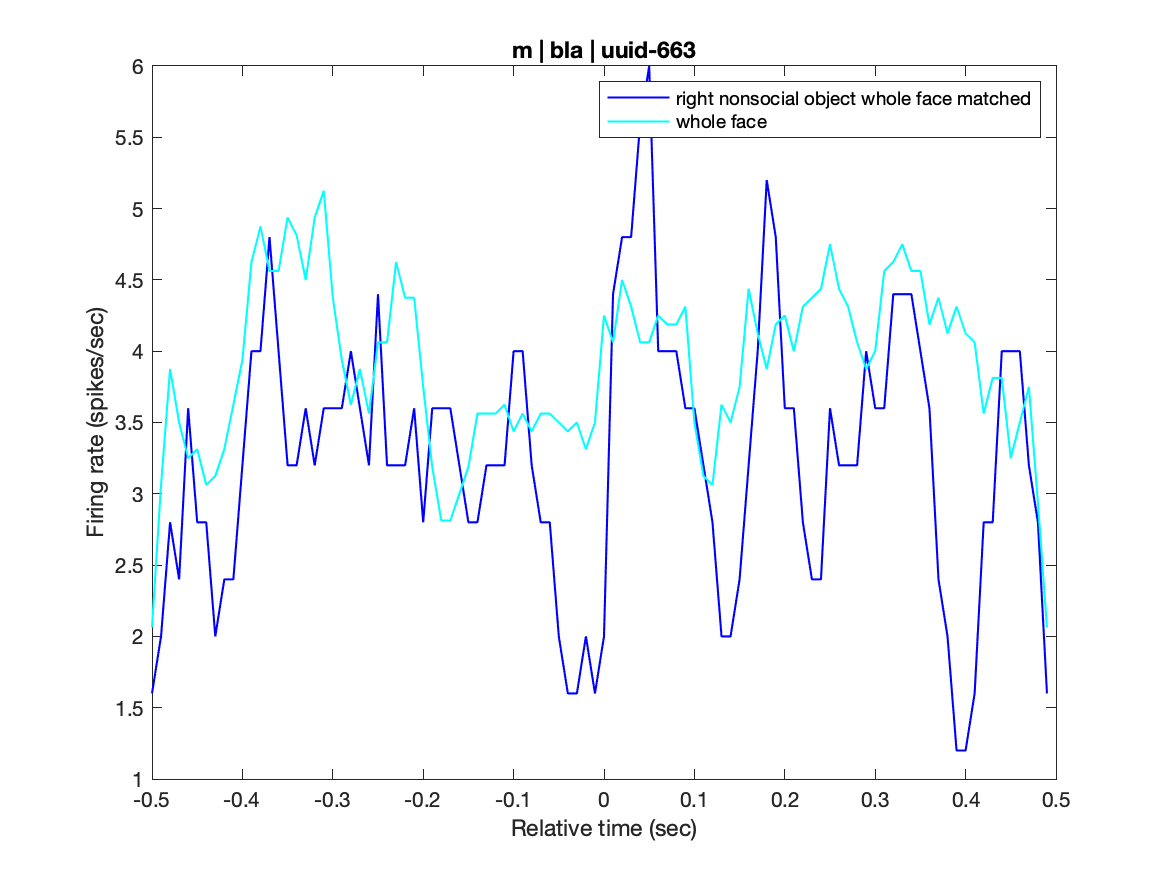 m | bla | uuid-663
right nonsocial object whole face matched
whole face
6
5.5
5
4.5
4
3.5
3
2.5
2
1.5
1
Firing rate (spikes/sec)
-0.5 -0.4 -0.3 -0.2 -0.1 0 0.1 0.2 0.3 0.4 0.5
Relative time (sec)